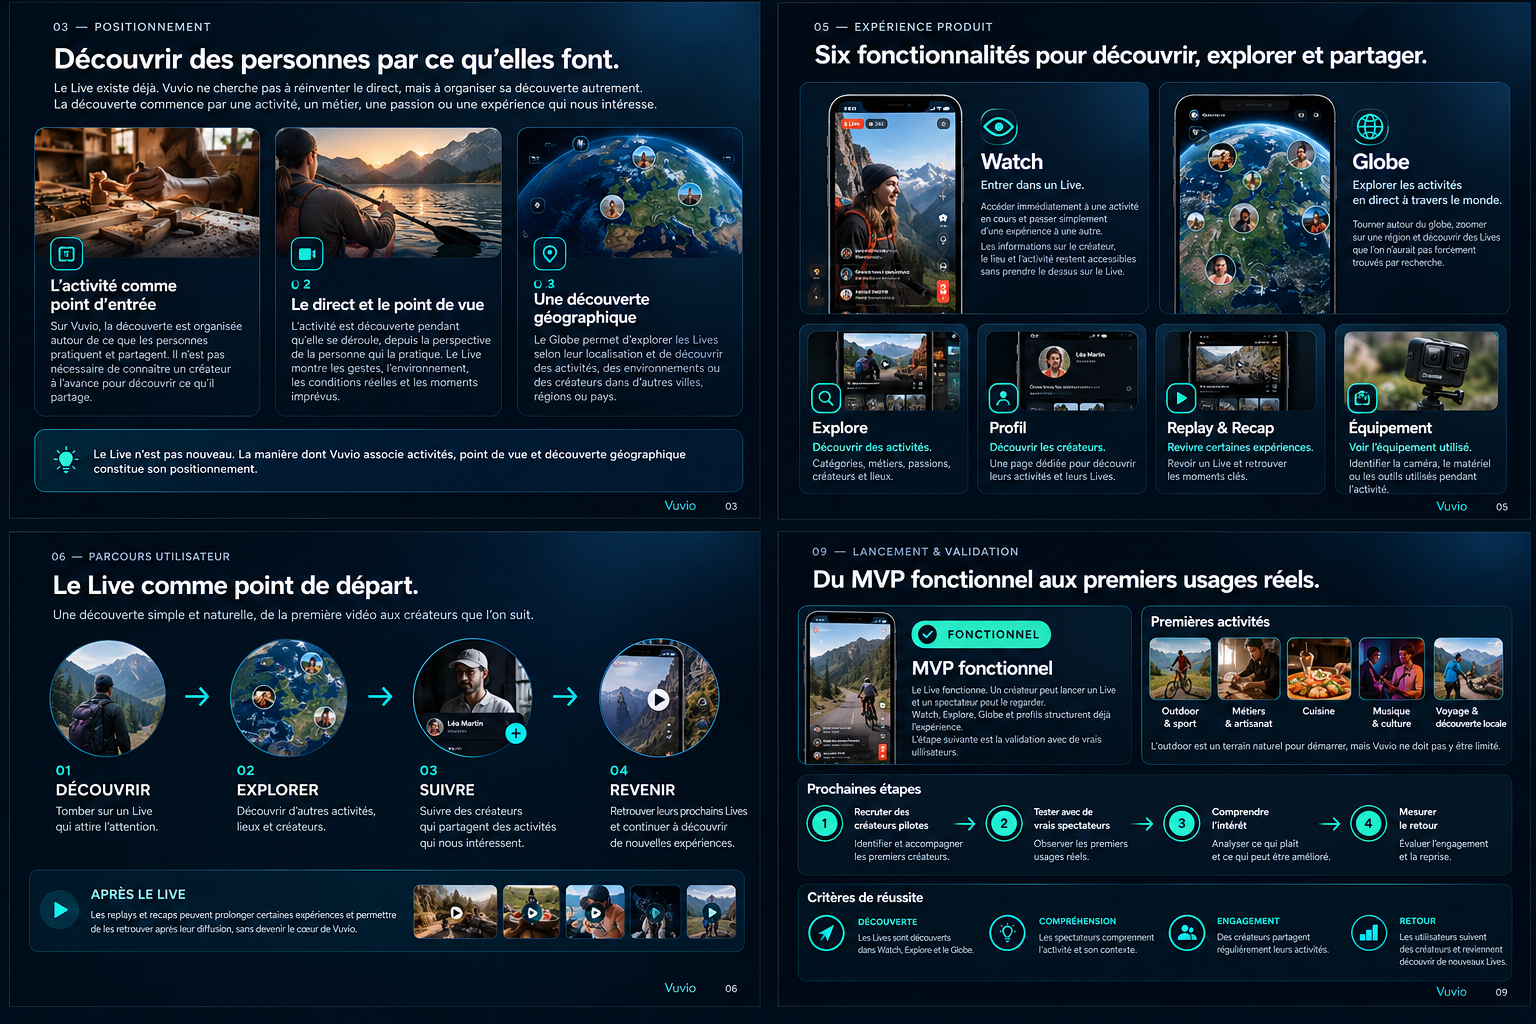 03 — POSITIONNEMENT
Découvrir des personnes par ce qu'elles font.
Le Live existe déjà. Vuvio ne cherche pas à réinventer le direct, mais à organiser sa découverte autrement.
La découverte commence par une activité, un métier, une passion ou une expérience qui nous intéresse.
L'activité comme
point d'entrée
Sur Vuvio, la découverte est organisée
autour de ce que les personnes
pratiquent et partagent. Il n'est pas
nécessaire de connaître un créateur
à l'avance pour découvrir ce qu'il
partage.
02
Le direct et le point de vue
L'activité est découverte pendant
qu'elle se déroule, depuis la perspective
de la personne qui la pratique. Le Live
montre les gestes, l'environnement,
les conditions réelles et les moments
imprévus.
03
Une découverte
géographique
Le Globe permet d'explorer les Lives
selon leur localisation et de découvrir
des activités, des environnements ou
des créateurs dans d'autres villes,
régions ou pays.
Le Live n'est pas nouveau. La manière dont Vuvio associe activités, point de vue et découverte géographique
constitue son positionnement.
Vuvio 03
05 — EXPÉRIENCE PRODUIT
Six fonctionnalités pour découvrir, explorer et partager.
Live
Watch
Entrer dans un Live.
Accéder immédiatement à une activité
en cours et passer simplement
d'une expérience à une autre.
Les informations sur le créateur,
le lieu et l'activité restent accessibles
sans prendre le dessus sur le Live.
Globe
Explorer les activités
en direct à travers le monde.
Tourner autour du globe, zoomer
sur une région et découvrir des Lives
que l'on n'aurait pas forcément
trouvés par recherche.
Explore
Découvrir des activités.
Catégories, métiers, passions,
créateurs et lieux.
Léa Martin
Profil
Découvrir les créateurs.
Une page dédiée pour découvrir
leurs activités et leurs Lives.
Replay & Recap
Revivre certaines expériences.
Revoir un Live et retrouver
les moments clés.
Équipement
Voir l'équipement utilisé.
Identifier la caméra, le matériel
ou les outils utilisés pendant
l'activité.
Vuvio 05
06 — PARCOURS UTILISATEUR
Le Live comme point de départ.
Une découverte simple et naturelle, de la première vidéo aux créateurs que l'on suit.
01
DÉCOUVRIR
Tomber sur un Live
qui attire l'attention.
02
EXPLORER
Découvrir d'autres activités,
lieux et créateurs.
Léa Martin
03
SUIVRE
Suivre des créateurs
qui partagent des activités
qui nous intéressent.
04
REVENIR
Retrouver leurs prochains Lives
et continuer à découvrir
de nouvelles expériences.
APRÈS LE LIVE
Les replays et recaps peuvent prolonger certaines expériences et permettre
de les retrouver après leur diffusion, sans devenir le cœur de Vuvio.
Vuvio 06
09 — LANCEMENT & VALIDATION
Du MVP fonctionnel aux premiers usages réels.
FONCTIONNEL
MVP fonctionnel
Le Live fonctionne. Un créateur peut lancer un Live
et un spectateur peut le regarder.
Watch, Explore, Globe et profils structurent déjà
l'expérience.
L'étape suivante est la validation avec de vrais
utilisateurs.
Premières activités
Outdoor
& sport
Métiers
& artisanat
Cuisine
Musique
& culture
Voyage &
découverte locale
L'outdoor est un terrain naturel pour démarrer, mais Vuvio ne doit pas y être limité.
Prochaines étapes
1
Recruter des
créateurs pilotes
Identifier et accompagner
les premiers créateurs.
2
Tester avec de
vrais spectateurs
Observer les premiers
usages réels.
3
Comprendre
l'intérêt
Analyser ce qui plaît
et ce qui peut être amélioré.
4
Mesurer
le retour
Évaluer l'engagement
et la reprise.
Critères de réussite
DÉCOUVERTE
Les Lives sont découverts
dans Watch, Explore et le Globe.
COMPRÉHENSION
Les spectateurs comprennent
l'activité et son contexte.
ENGAGEMENT
Des créateurs partagent
régulièrement leurs activités.
RETOUR
Les utilisateurs suivent
des créateurs et reviennent
découvrir de nouveaux Lives.
Vuvio 09